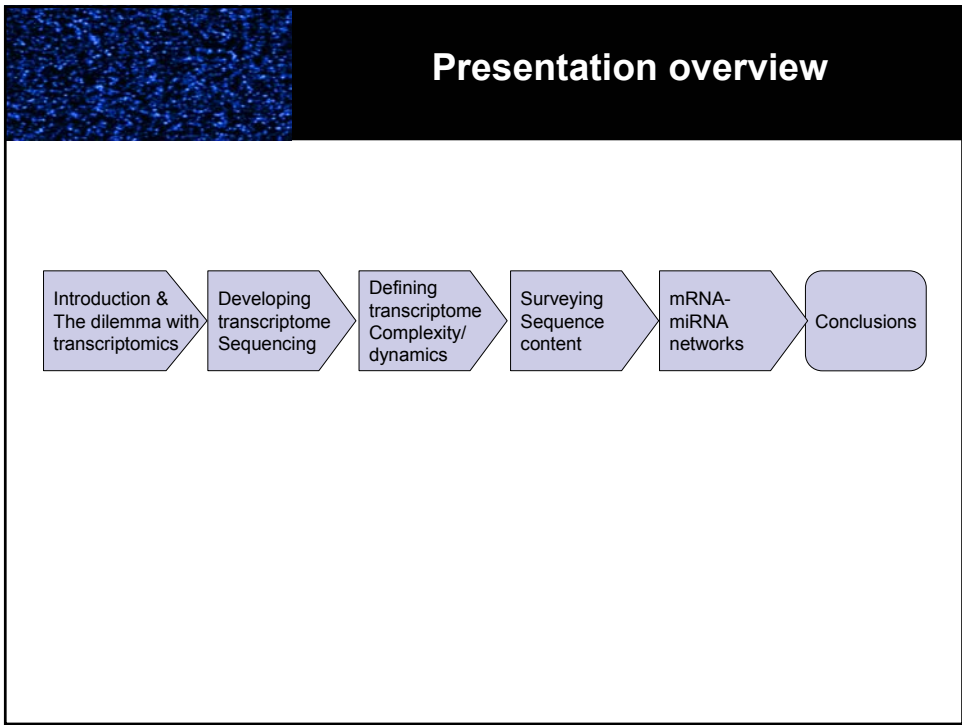 Presentation overview
Introduction &
The dilemma with
transcriptomics
Developing
transcriptome
Sequencing
Defining
transcriptome
Complexity/
dynamics
Surveying
Sequence
content
mRNA-
miRNA
networks
Conclusions